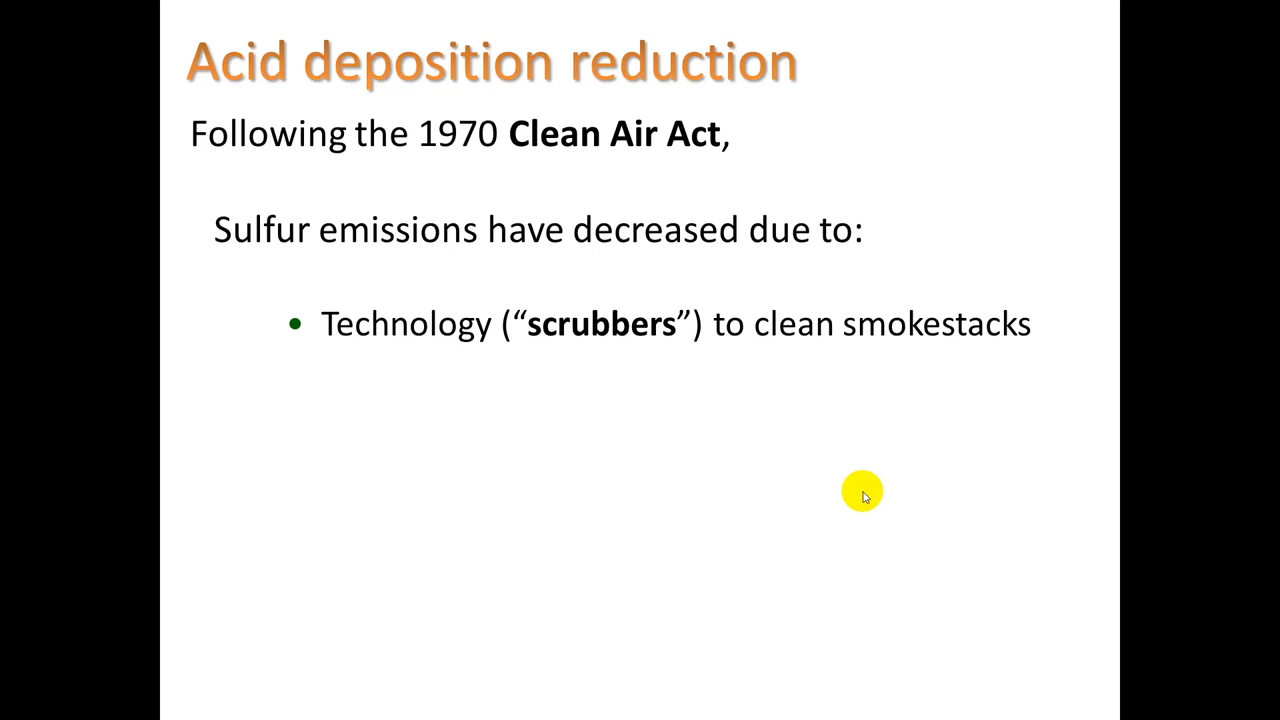 Acid deposition reduction
Following the 1970 Clean Air Act,
Sulfur emissions have decreased due to:
• Technology (“scrubbers”) to clean smokestacks